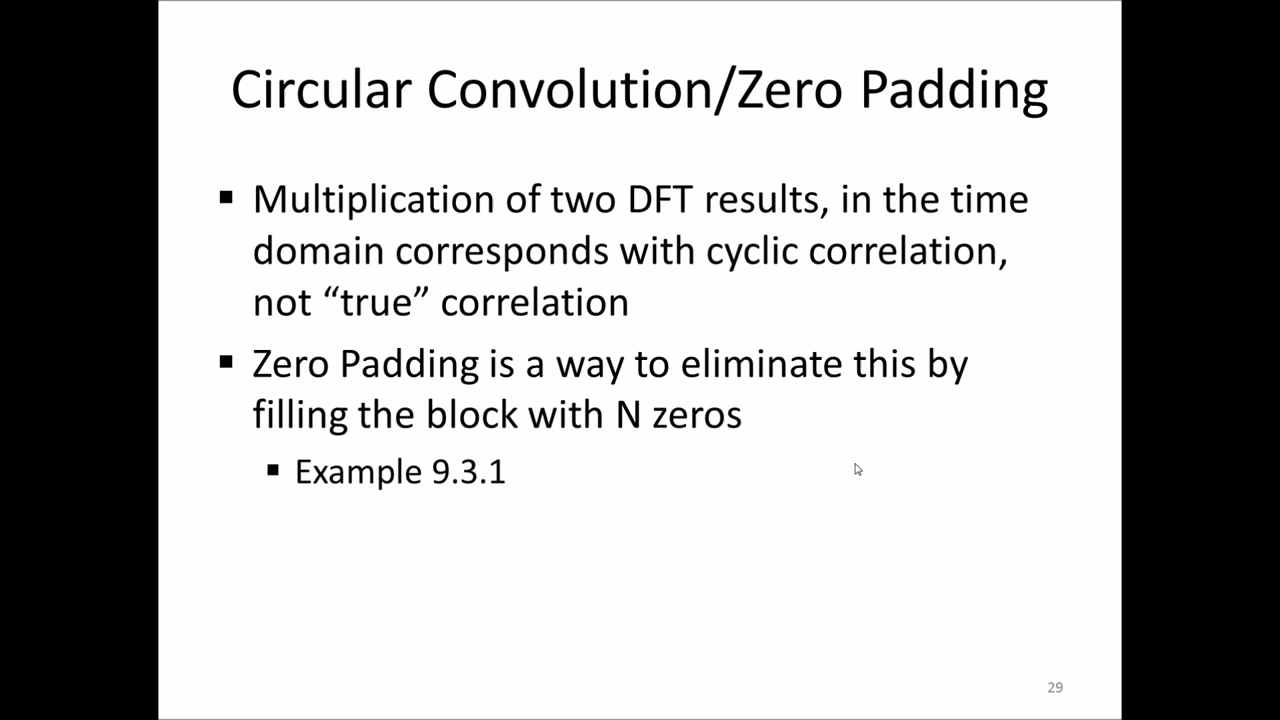 Circular Convolution/Zero Padding
▪ Multiplication of two DFT results, in the time
domain corresponds with cyclic correlation,
not “true” correlation
▪ Zero Padding is a way to eliminate this by
filling the block with N zeros
▪ Example 9.3.1
29